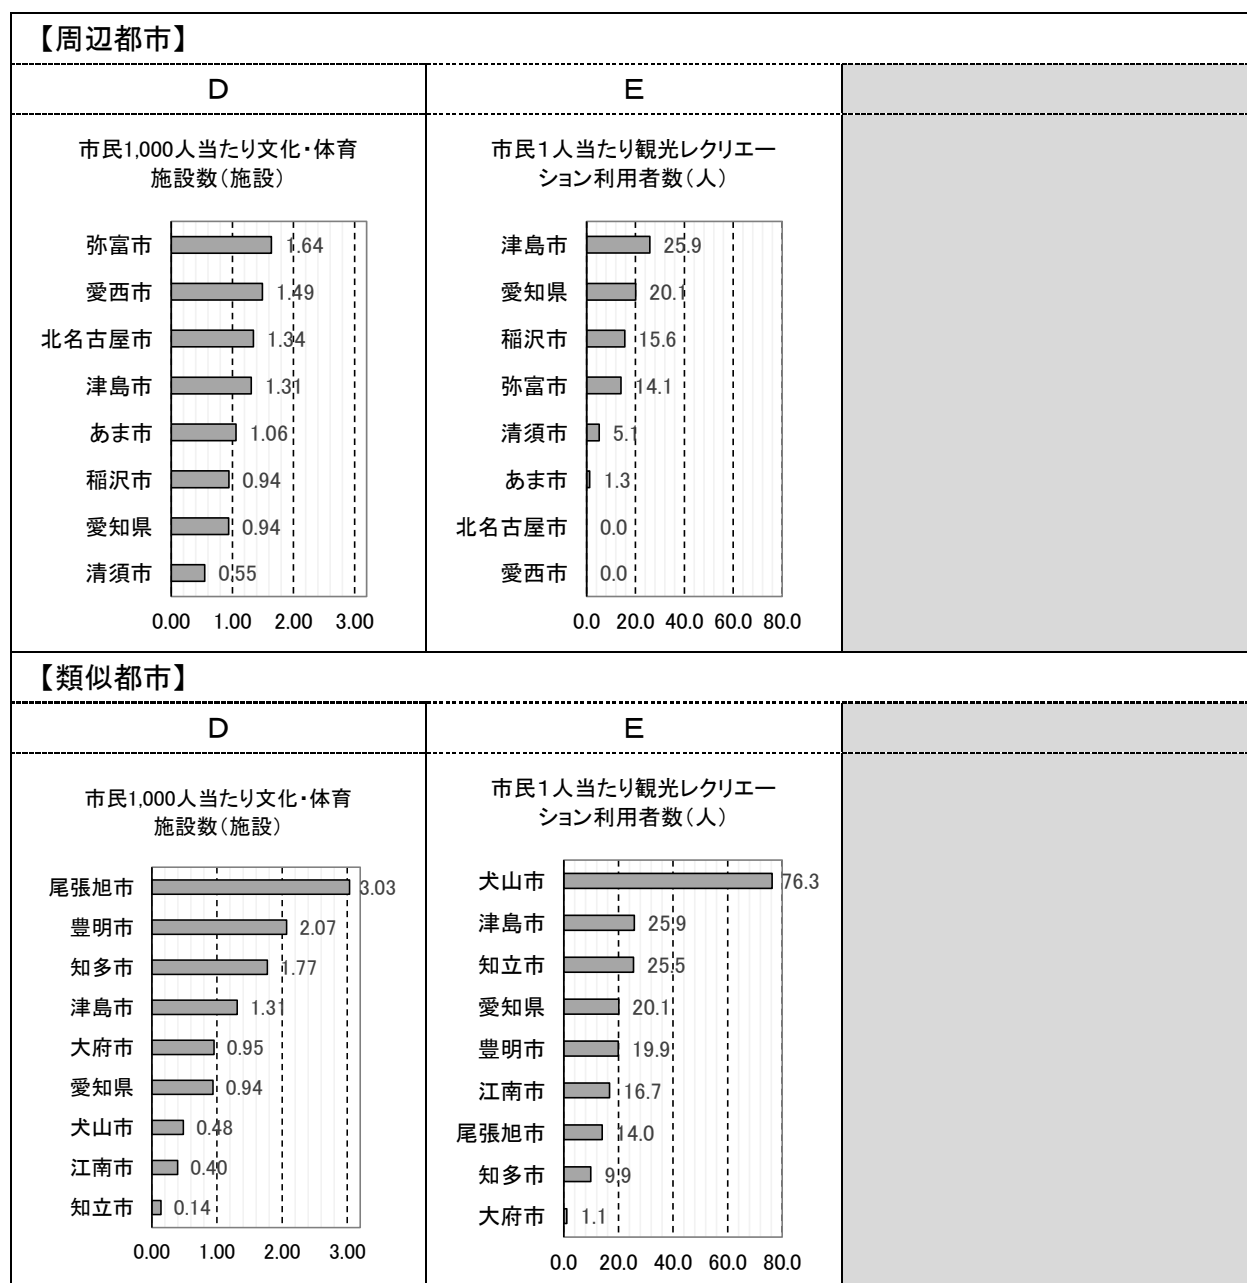 【周辺都市】
D
E
市民1,000人当たり文化・体育
施設数(施設)
弥富市 1.64
愛西市 1.49
北名古屋市 1.34
津島市 1.31
あま市 1.06
稲沢市 0.94
愛知県 0.94
清須市 0.55
0.00 1.00 2.00 3.00
市民1人当たり観光レクリエー
ション利用者数(人)
津島市 25.9
愛知県 20.1
稲沢市 15.6
弥富市 14.1
清須市 5.1
あま市 1.3
北名古屋市 0.0
愛西市 0.0
0.0 20.0 40.0 60.0 80.0
【類似都市】
D
E
市民1,000人当たり文化・体育
施設数(施設)
尾張旭市 3.03
豊明市 2.07
知多市 1.77
津島市 1.31
大府市 0.95
愛知県 0.94
犬山市 0.48
江南市 0.40
知立市 0.14
0.00 1.00 2.00 3.00
市民1人当たり観光レクリエー
ション利用者数(人)
犬山市 76.3
津島市 25.9
知立市 25.5
愛知県 20.1
豊明市 19.9
江南市 16.7
尾張旭市 14.0
知多市 9.9
大府市 1.1
0.0 20.0 40.0 60.0 80.0